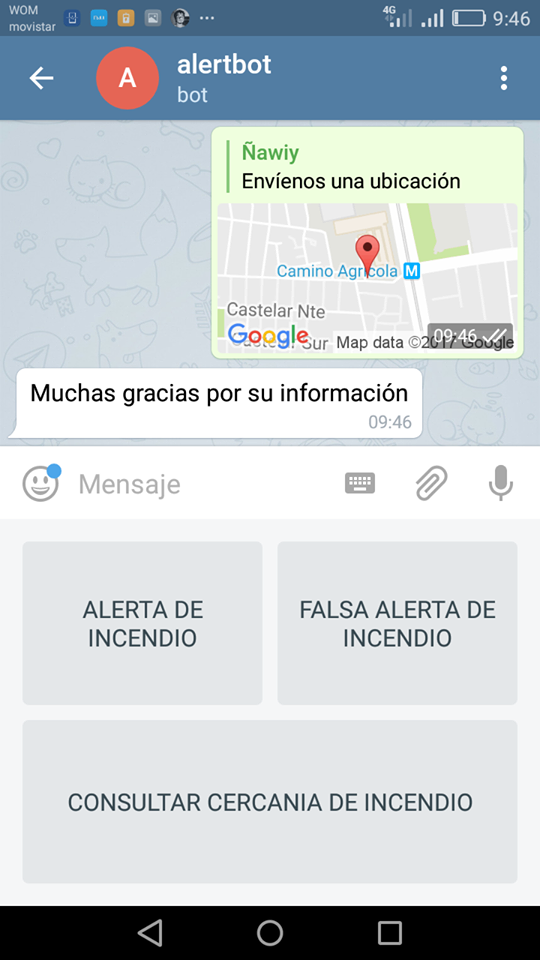 WOM
movistar
4G
9:46
A
alertbot
bot
Ñawiy
Envíenos una ubicación
Camino Agrícola M
Castelar Nte
Google
Sur
Map data ©2017 Google
09:46
Muchas gracias por su información
09:46
Mensaje
ALERTA DE
INCENDIO
FALSA ALERTA DE
INCENDIO
CONSULTAR CERCANIA DE INCENDIO